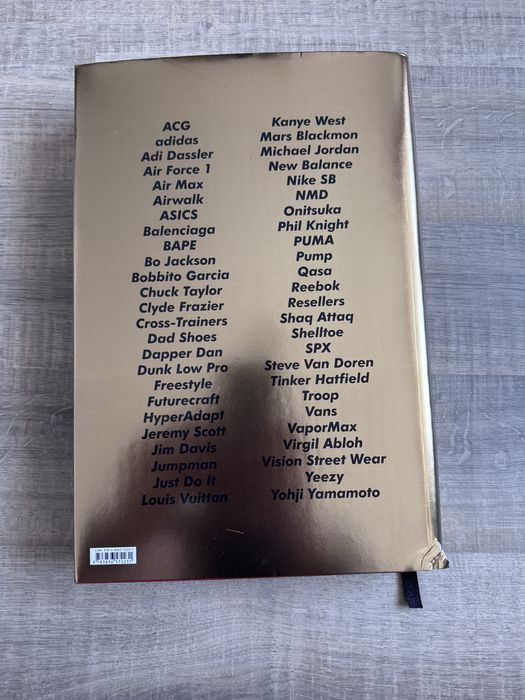 ACG
adidas
Adi Dassler
Air Force 1
Air Max
Airwalk
ASICS
Balenciaga
BAPE
Bo Jackson
Bobbito Garcia
Chuck Taylor
Clyde Frazier
Cross-Trainers
Dad Shoes
Dapper Dan
Dunk Low Pro
Freestyle
Futurecraft
HyperAdapt
Jeremy Scott
Jim Davis
Jumpman
Just Do It
Louis Vuitton
Kanye West
Mars Blackmon
Michael Jordan
New Balance
Nike SB
NMD
Onitsuka
Phil Knight
PUMA
Pump
Qasa
Reebok
Resellers
Shaq Attaq
Shelltoe
SPX
Steve Van Doren
Tinker Hatfield
Troop
Vans
VaporMax
Virgil Abloh
Vision Street Wear
Yeezy
Yohji Yamamoto